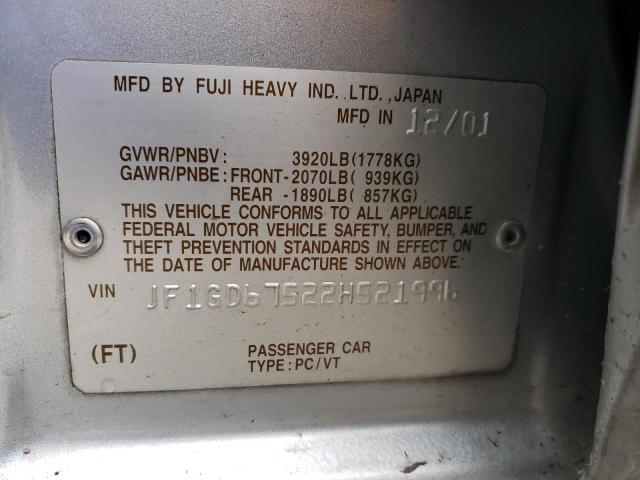 MFD BY FUJI HEAVY IND. LTD. ,JAPAN
MFD IN 12/01
GVWR/PNBV: 3920LB(1778KG)
GAWR/PNBE: FRONT-2070LB( 939KG)
REAR -1890LB( 857KG)
THIS VEHICLE CONFORMS TO ALL APPLICABLE
FEDERAL MOTOR VEHICLE SAFETY, BUMPER, AND
THEFT PREVENTION STANDARDS IN EFFECT ON
THE DATE OF MANUFACTURE SHOWN ABOVE.
VIN JF1GD67522H521996
(FT) PASSENGER CAR
TYPE: PC/VT